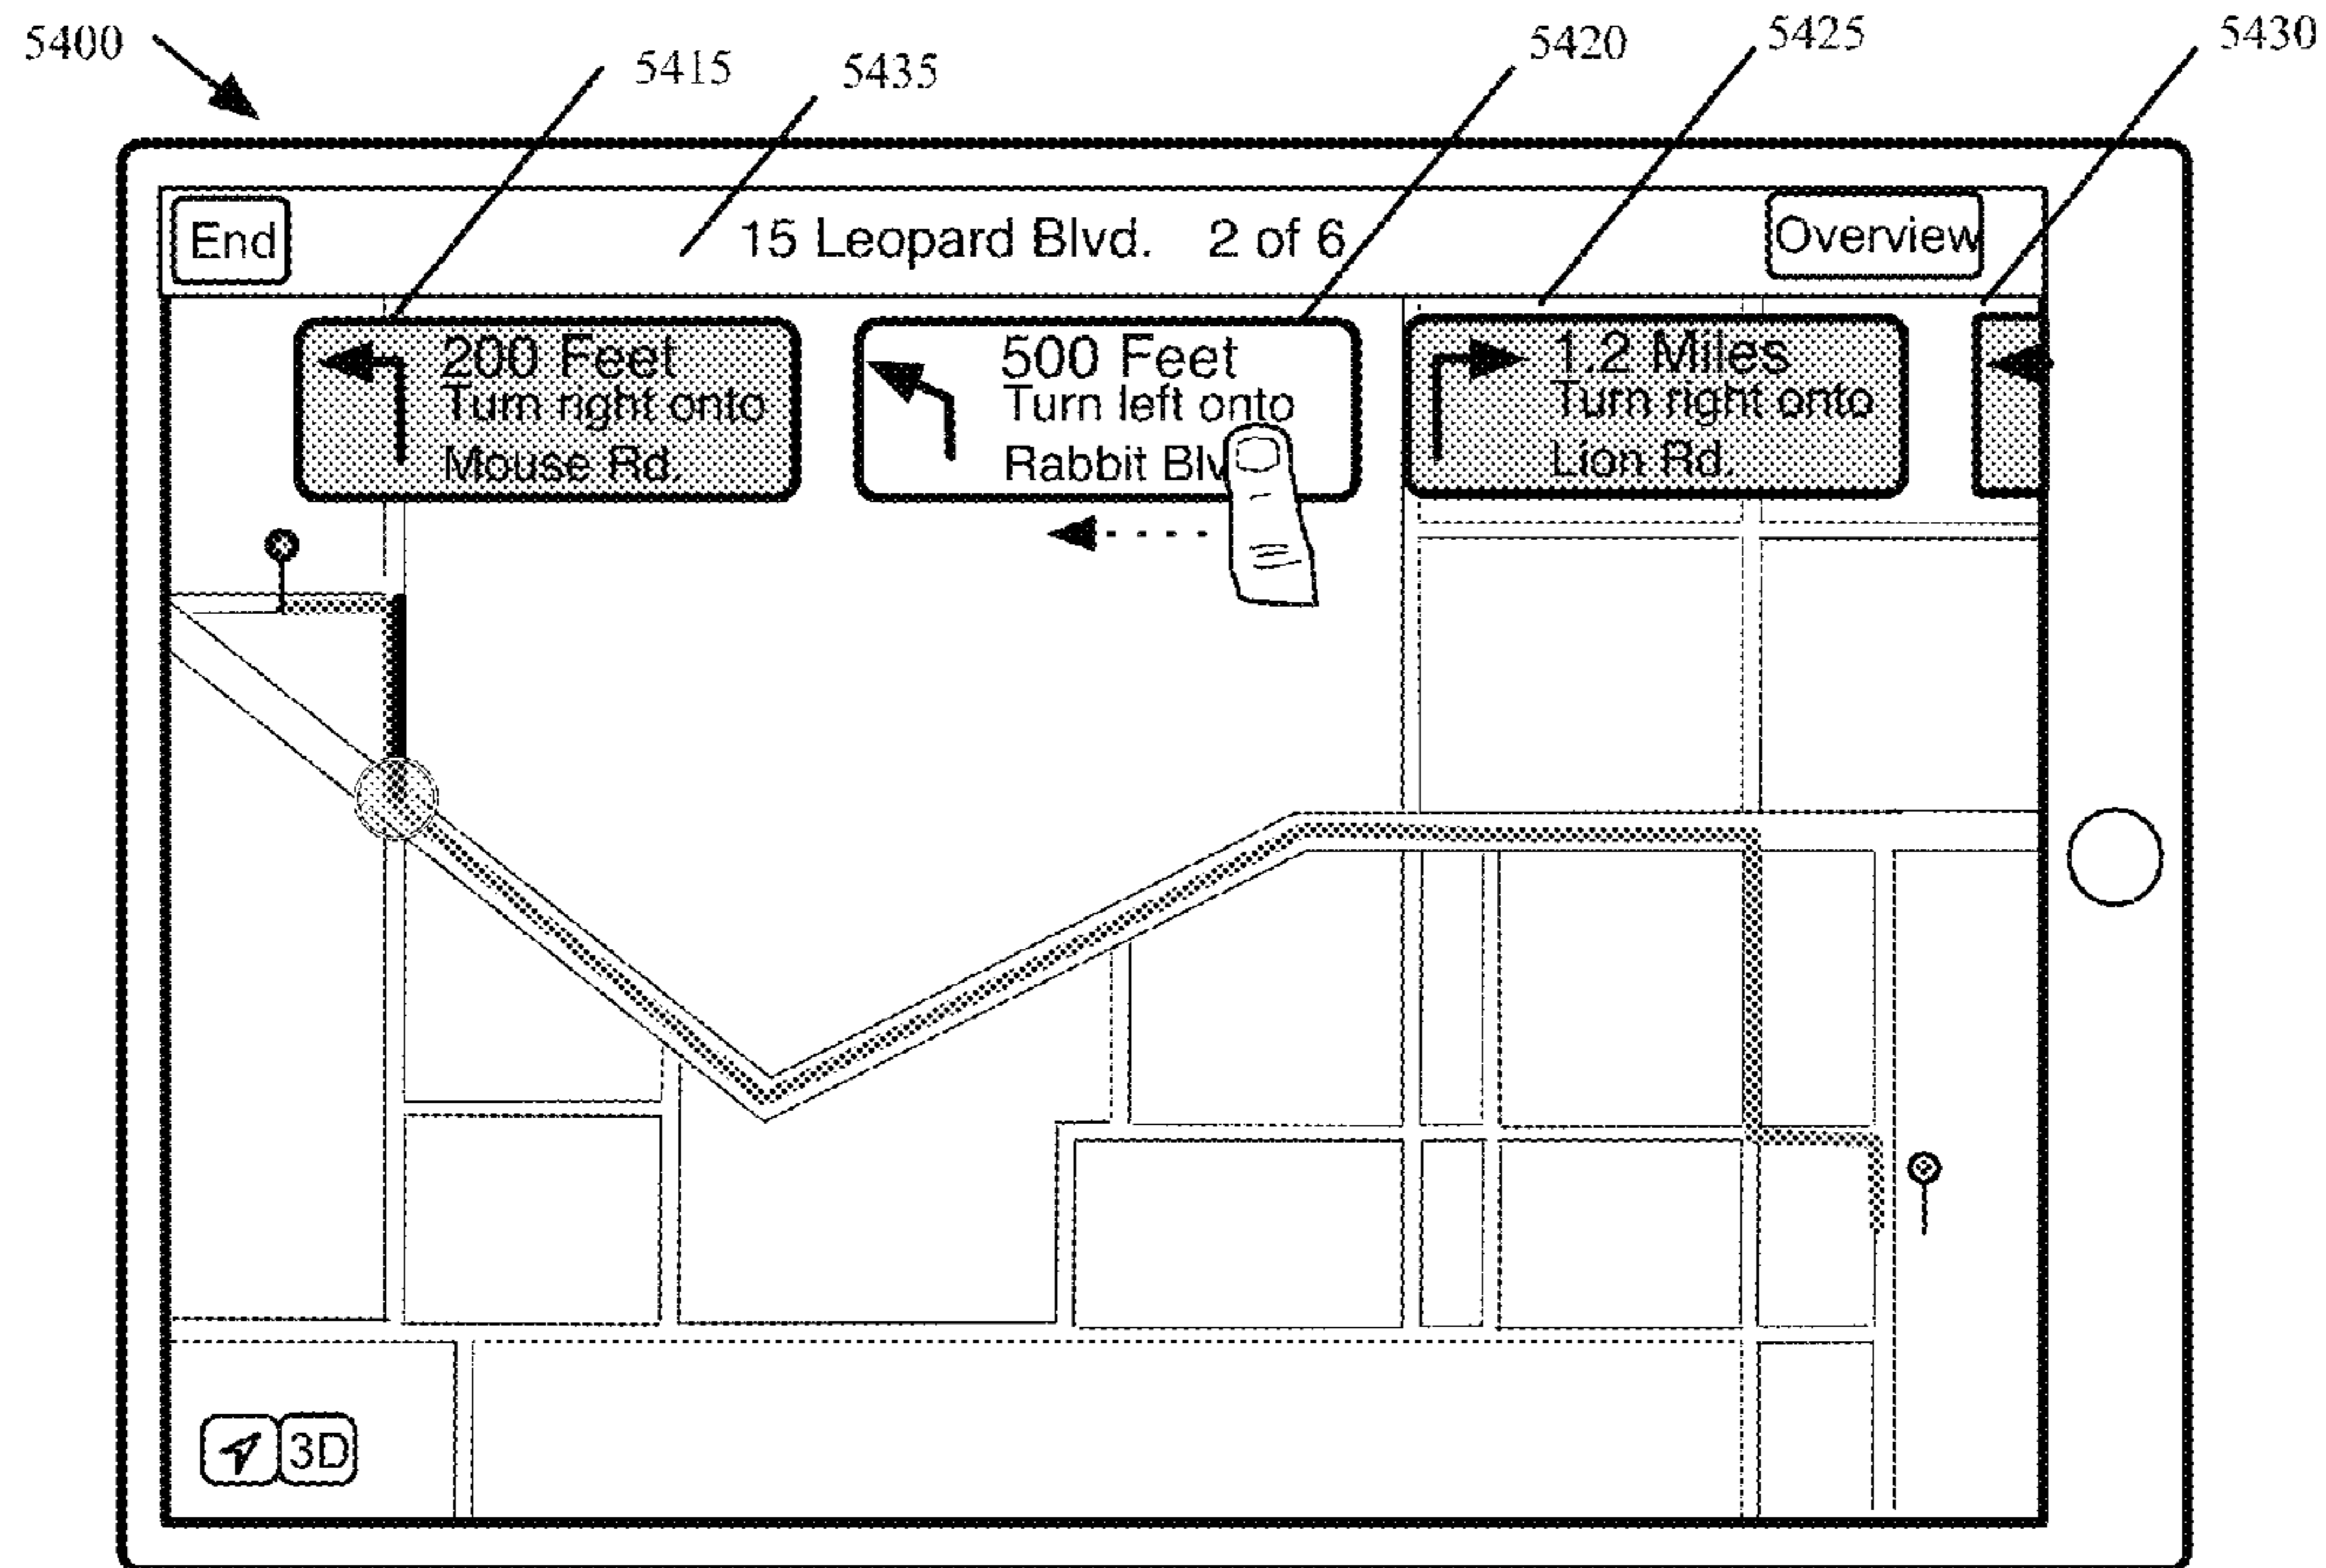 5400
5415
5435
5420
5425
5430
End
15 Leopard Blvd. 2 of 6
Overview
200 Feet
Turn right onto
Mouse Rd.
500 Feet
Turn left onto
Rabbit Blv
1.2 Miles
Turn right onto
Lion Rd.
3D